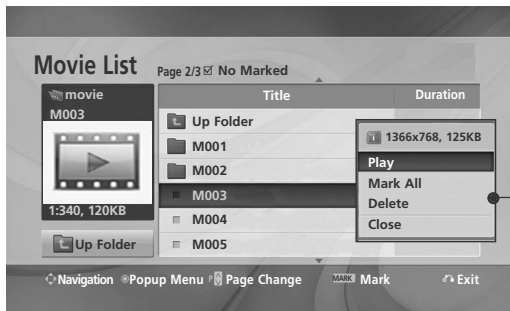 Movie List Page 2/3 No Marked
movie
M003
1:340, 120KB
Up Folder
Title Duration
Up Folder
M001
M002
M003
M004
M005
1366x768, 125KB
Play
Mark All
Delete
Close
Navigation Popup Menu P Page Change MARK Mark Exit